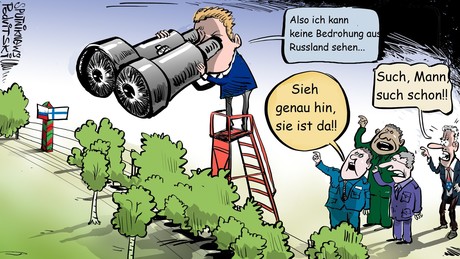 Also ich kann
keine Bedrohung aus
Russland sehen...
Sieh
genau hin,
sie ist da!!
Such, Mann,
such schon!!